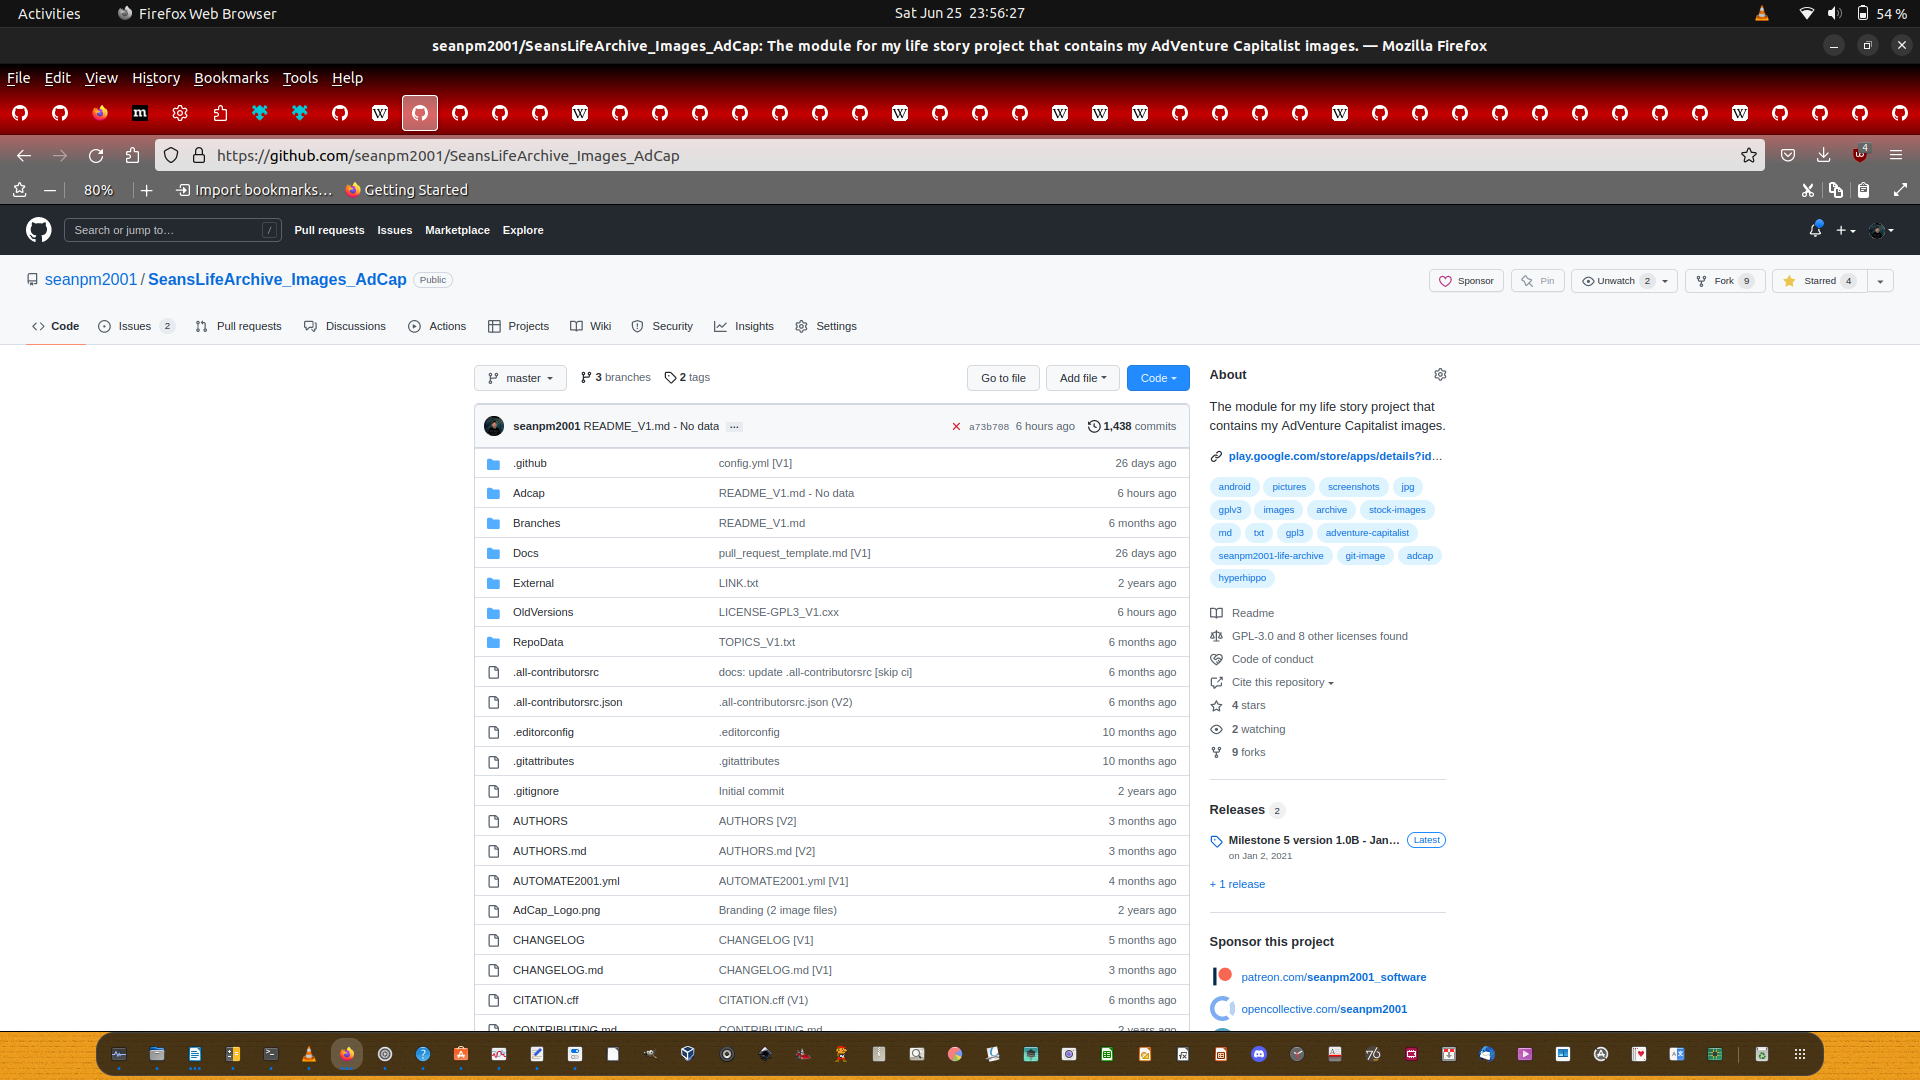 Activities Firefox Web Browser Sat Jun 25 23:56:27 54 %
seanpm2001/SeansLifeArchive_Images_AdCap: The module for my life story project that contains my AdVenture Capitalist images. — Mozilla Firefox
File Edit View History Bookmarks Tools Help
https://github.com/seanpm2001/SeansLifeArchive_Images_AdCap 4
80% Import bookmarks… Getting Started
Search or jump to… / Pull requests Issues Marketplace Explore
seanpm2001 / SeansLifeArchive_Images_AdCap Public Sponsor Pin Unwatch 2 Fork 9 Starred 4
Code Issues 2 Pull requests Discussions Actions Projects Wiki Security Insights Settings
master 3 branches 2 tags Go to file Add file Code
seanpm2001 README_V1.md - No data ... a73b708 6 hours ago 1,438 commits
.github config.yml [V1] 26 days ago
Adcap README_V1.md - No data 6 hours ago
Branches README_V1.md 6 months ago
Docs pull_request_template.md [V1] 26 days ago
External LINK.txt 2 years ago
OldVersions LICENSE-GPL3_V1.cxx 6 hours ago
RepoData TOPICS_V1.txt 6 months ago
.all-contributorsrc docs: update .all-contributorsrc [skip ci] 6 months ago
.all-contributorsrc.json .all-contributorsrc.json (V2) 6 months ago
.editorconfig .editorconfig 10 months ago
.gitattributes .gitattributes 10 months ago
.gitignore Initial commit 2 years ago
AUTHORS AUTHORS [V2] 3 months ago
AUTHORS.md AUTHORS.md [V2] 3 months ago
AUTOMATE2001.yml AUTOMATE2001.yml [V1] 4 months ago
AdCap_Logo.png Branding (2 image files) 2 years ago
CHANGELOG CHANGELOG [V1] 5 months ago
CHANGELOG.md CHANGELOG.md [V1] 3 months ago
CITATION.cff CITATION.cff (V1) 6 months ago
CONTRIBUTING.md CONTRIBUTING.md 2 years ago
About
The module for my life story project that
contains my AdVenture Capitalist images.
play.google.com/store/apps/details?id…
android pictures screenshots jpg
gplv3 images archive stock-images
md txt gpl3 adventure-capitalist
seanpm2001-life-archive git-image adcap
hyperhippo
Readme
GPL-3.0 and 8 other licenses found
Code of conduct
Cite this repository
4 stars
2 watching
9 forks
Releases 2
Milestone 5 version 1.0B - Jan… Latest
on Jan 2, 2021
+ 1 release
Sponsor this project
patreon.com/seanpm2001_software
opencollective.com/seanpm2001